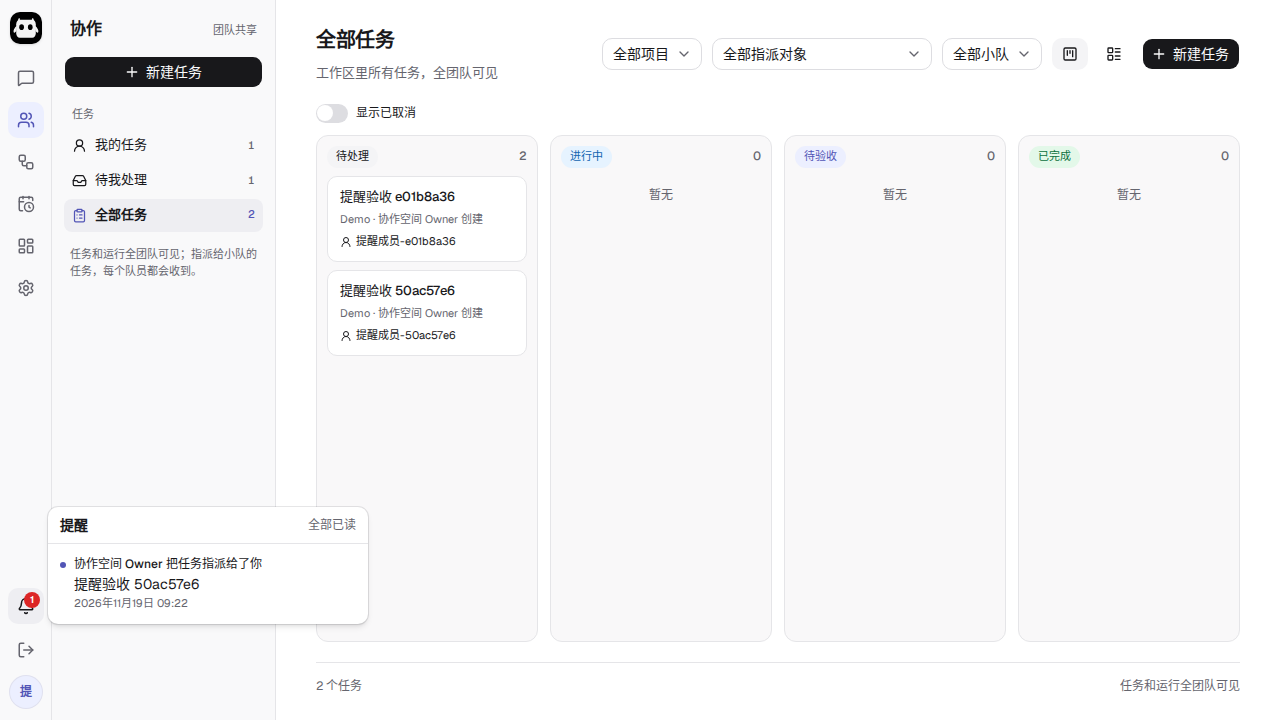 协作
团队共享
新建任务
任务
我的任务 1
待我处理 1
全部任务 2
任务和运行全团队可见；指派给小队的
任务，每个队员都会收到。
全部任务
工作区里所有任务，全团队可见
全部项目
全部指派对象
全部小队
新建任务
显示已取消
待处理 2
提醒验收 e01b8a36
Demo · 协作空间 Owner 创建
提醒成员-e01b8a36
提醒验收 50ac57e6
Demo · 协作空间 Owner 创建
提醒成员-50ac57e6
进行中 0
暂无
待验收 0
暂无
已完成 0
暂无
提醒
全部已读
协作空间 Owner 把任务指派给了你
提醒验收 50ac57e6
2026年11月19日 09:22
1
提
2 个任务
任务和运行全团队可见